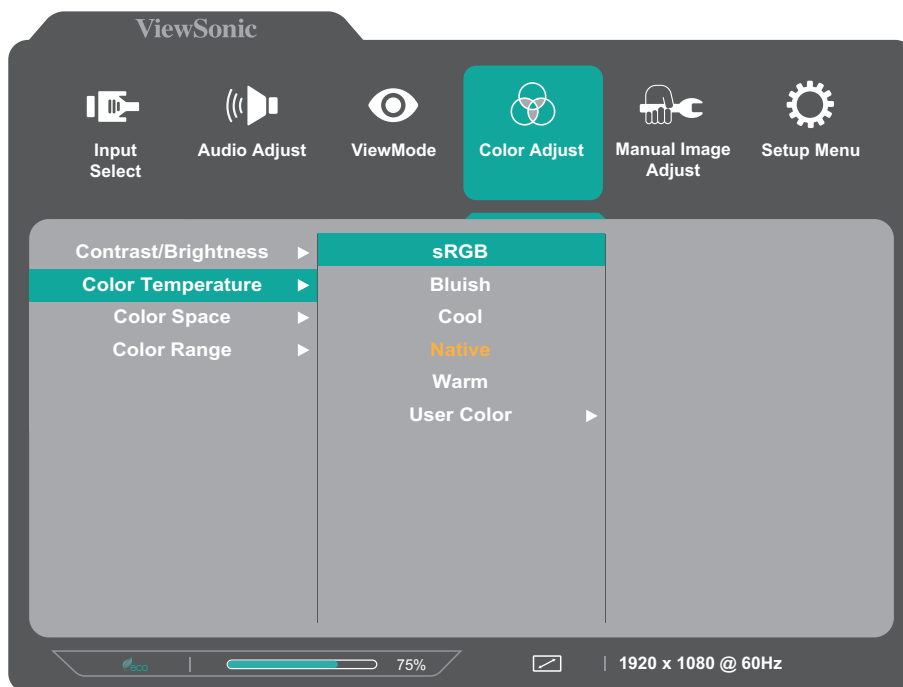 ViewSonic
Input
Select
Audio Adjust
ViewMode
Color Adjust
Manual Image
Adjust
Setup Menu
Contrast/Brightness
Color Temperature
Color Space
Color Range
sRGB
Bluish
Cool
Native
Warm
User Color
eco
75%
1920 x 1080 @ 60Hz